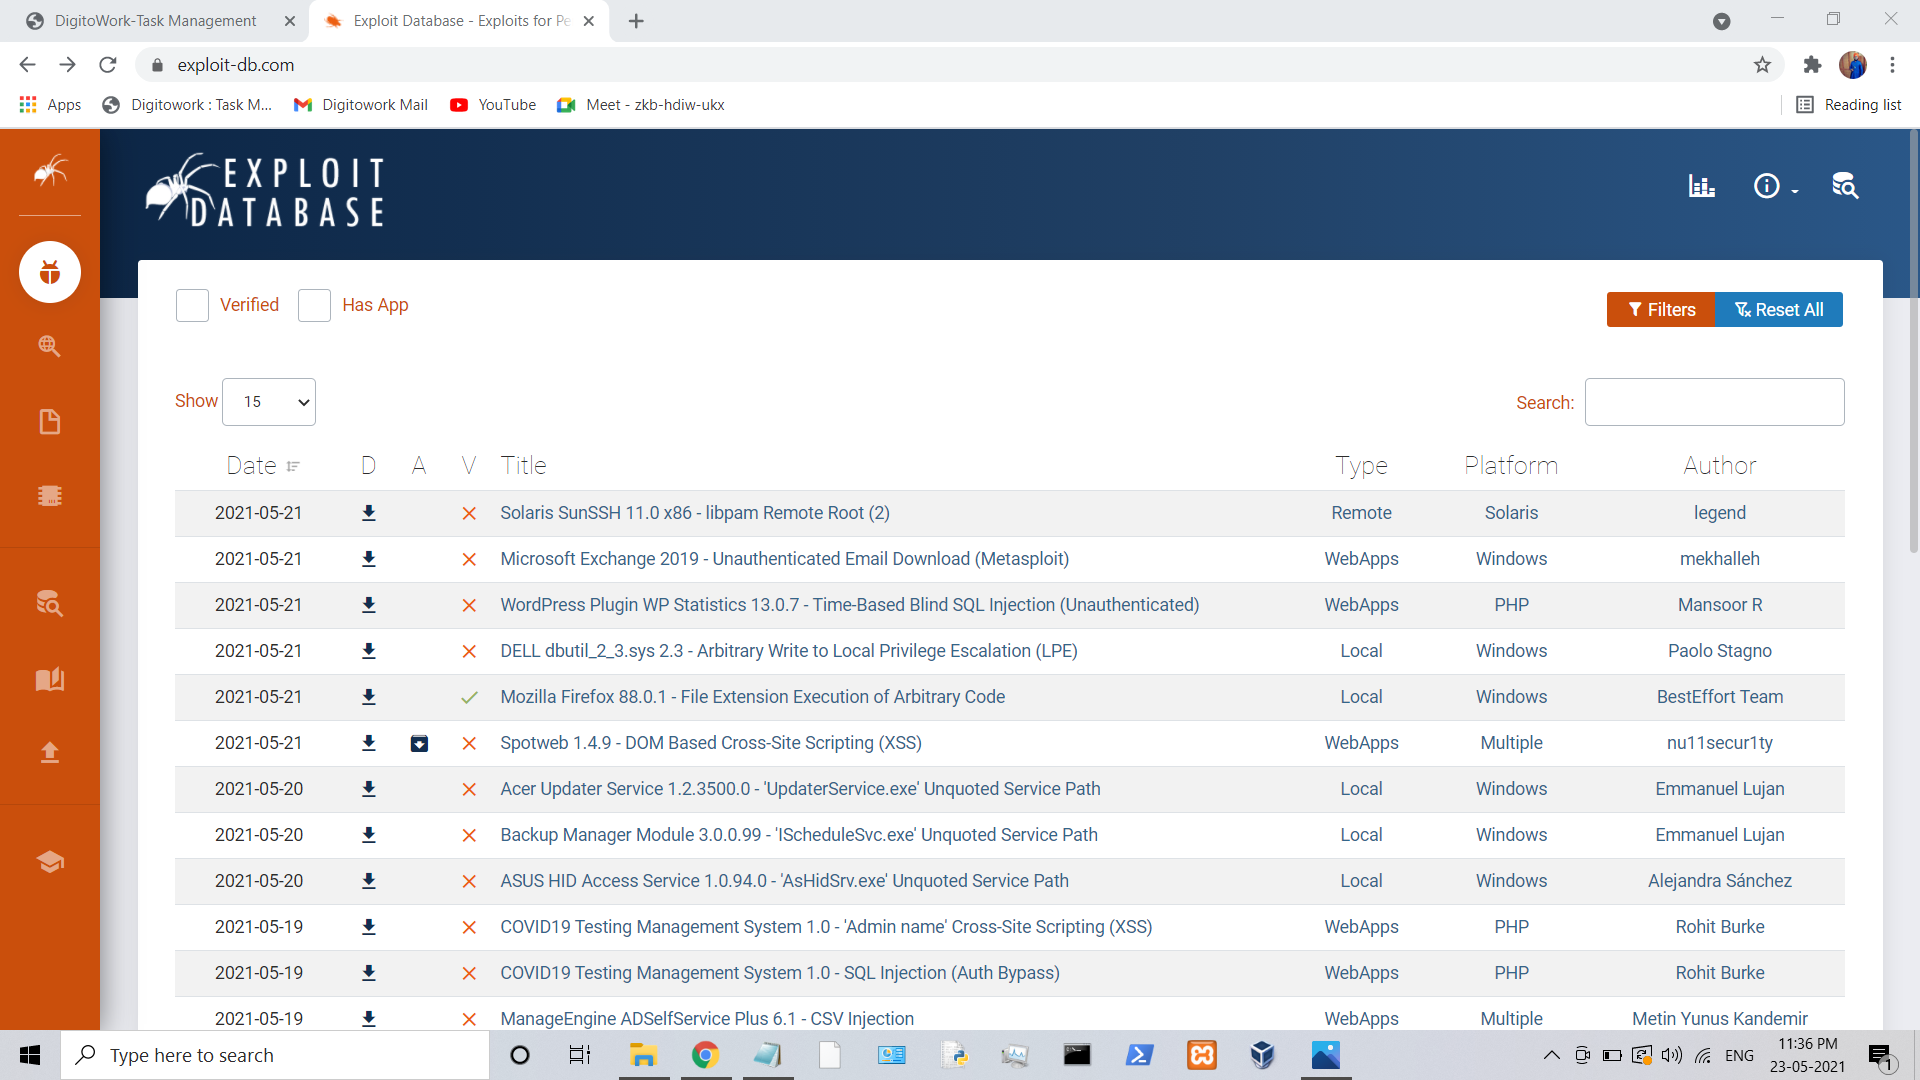 DigitoWork-Task Management
Exploit Database - Exploits for Pe
exploit-db.com
Apps Digitowork : Task M... Digitowork Mail YouTube Meet - zkb-hdiw-ukx Reading list
EXPLOIT
DATABASE
Verified Has App Filters Reset All
Show 15 Search:
Date D A V Title Type Platform Author
2021-05-21 Solaris SunSSH 11.0 x86 - libpam Remote Root (2) Remote Solaris legend
2021-05-21 Microsoft Exchange 2019 - Unauthenticated Email Download (Metasploit) WebApps Windows mekhalleh
2021-05-21 WordPress Plugin WP Statistics 13.0.7 - Time-Based Blind SQL Injection (Unauthenticated) WebApps PHP Mansoor R
2021-05-21 DELL dbutil_2_3.sys 2.3 - Arbitrary Write to Local Privilege Escalation (LPE) Local Windows Paolo Stagno
2021-05-21 Mozilla Firefox 88.0.1 - File Extension Execution of Arbitrary Code Local Windows BestEffort Team
2021-05-21 Spotweb 1.4.9 - DOM Based Cross-Site Scripting (XSS) WebApps Multiple nu11secur1ty
2021-05-20 Acer Updater Service 1.2.3500.0 - 'UpdaterService.exe' Unquoted Service Path Local Windows Emmanuel Lujan
2021-05-20 Backup Manager Module 3.0.0.99 - 'IScheduleSvc.exe' Unquoted Service Path Local Windows Emmanuel Lujan
2021-05-20 ASUS HID Access Service 1.0.94.0 - 'AsHidSrv.exe' Unquoted Service Path Local Windows Alejandra Sánchez
2021-05-19 COVID19 Testing Management System 1.0 - 'Admin name' Cross-Site Scripting (XSS) WebApps PHP Rohit Burke
2021-05-19 COVID19 Testing Management System 1.0 - SQL Injection (Auth Bypass) WebApps PHP Rohit Burke
2021-05-19 ManageEngine ADSelfService Plus 6.1 - CSV Injection WebApps Multiple Metin Yunus Kandemir
Type here to search ENG 11:36 PM
23-05-2021 1